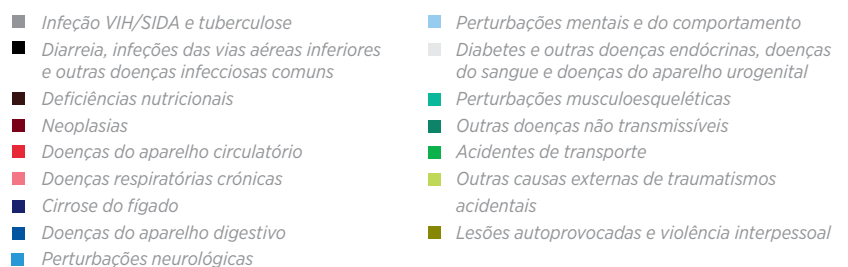 Infeção VIH/SIDA e tuberculose
Diarreia, infeções das vias aéreas inferiores
e outras doenças infecciosas comuns
Deficiências nutricionais
Neoplasias
Doenças do aparelho circulatório
Doenças respiratórias crónicas
Cirrose do fígado
Doenças do aparelho digestivo
Perturbações neurológicas
Perturbações mentais e do comportamento
Diabetes e outras doenças endócrinas, doenças
do sangue e doenças do aparelho urogenital
Perturbações musculoesqueléticas
Outras doenças não transmissíveis
Acidentes de transporte
Outras causas externas de traumatismos
acidentais
Lesões autoprovocadas e violência interpessoal